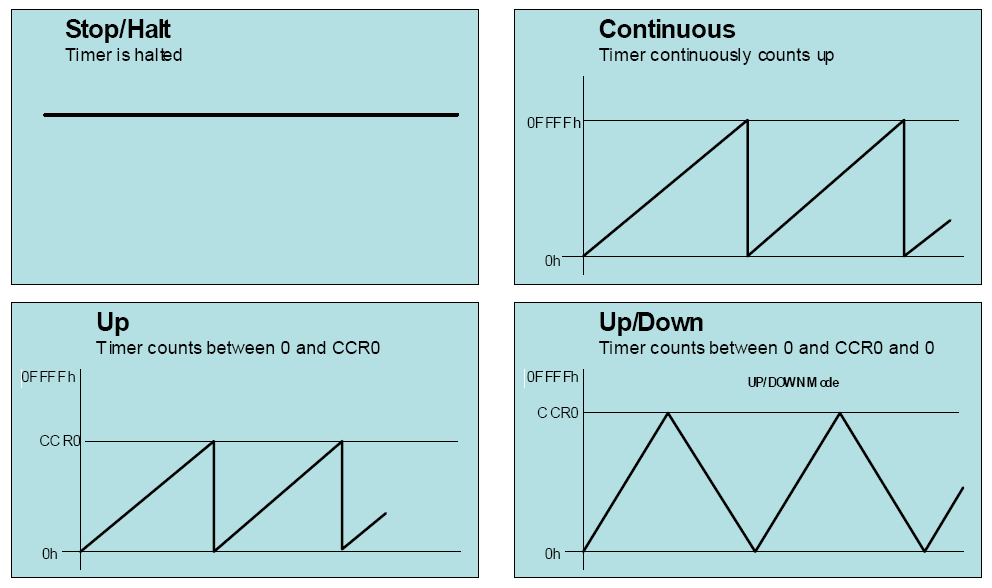 Stop/Halt
Timer is halted
Continuous
Timer continuously counts up
0FFFFh
0h
Up
Timer counts between 0 and CCR0
0FFFFh
CCR0
0h
Up/Down
Timer counts between 0 and CCR0 and 0
0FFFFh
UP/DOWN Mode
CCR0
0h